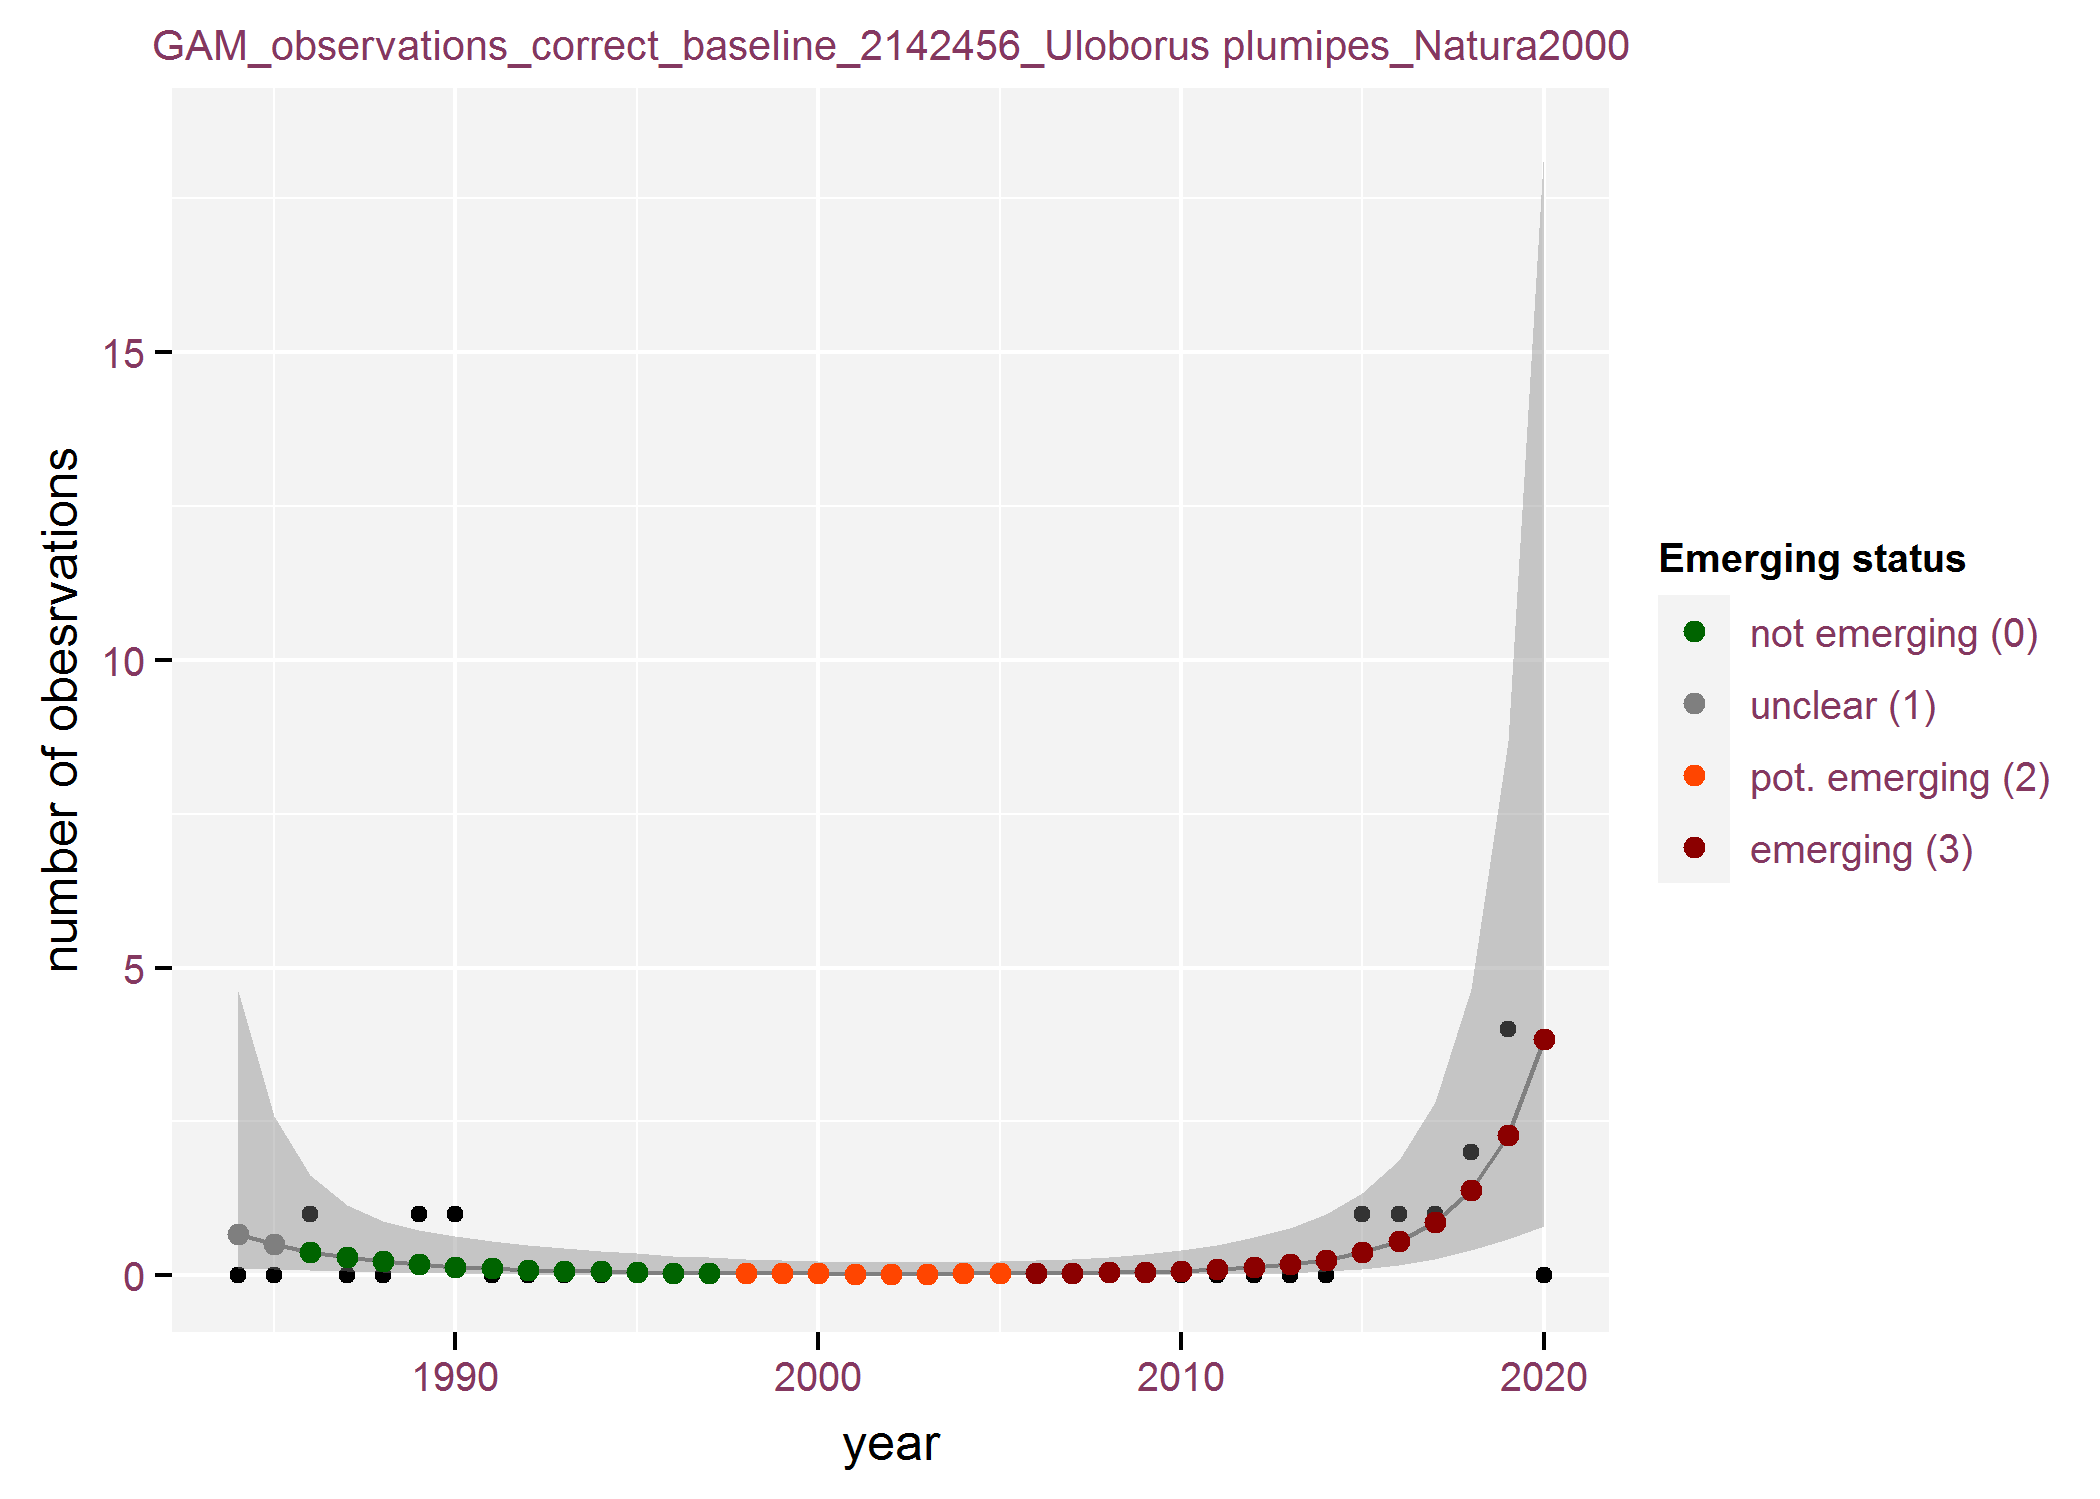 GAM_observations_correct_baseline_2142456_Uloborus plumipes_Natura2000
number of obesrvations
15
10
5
0
1990 2000 2010 2020
year
Emerging status
not emerging (0)
unclear (1)
pot. emerging (2)
emerging (3)